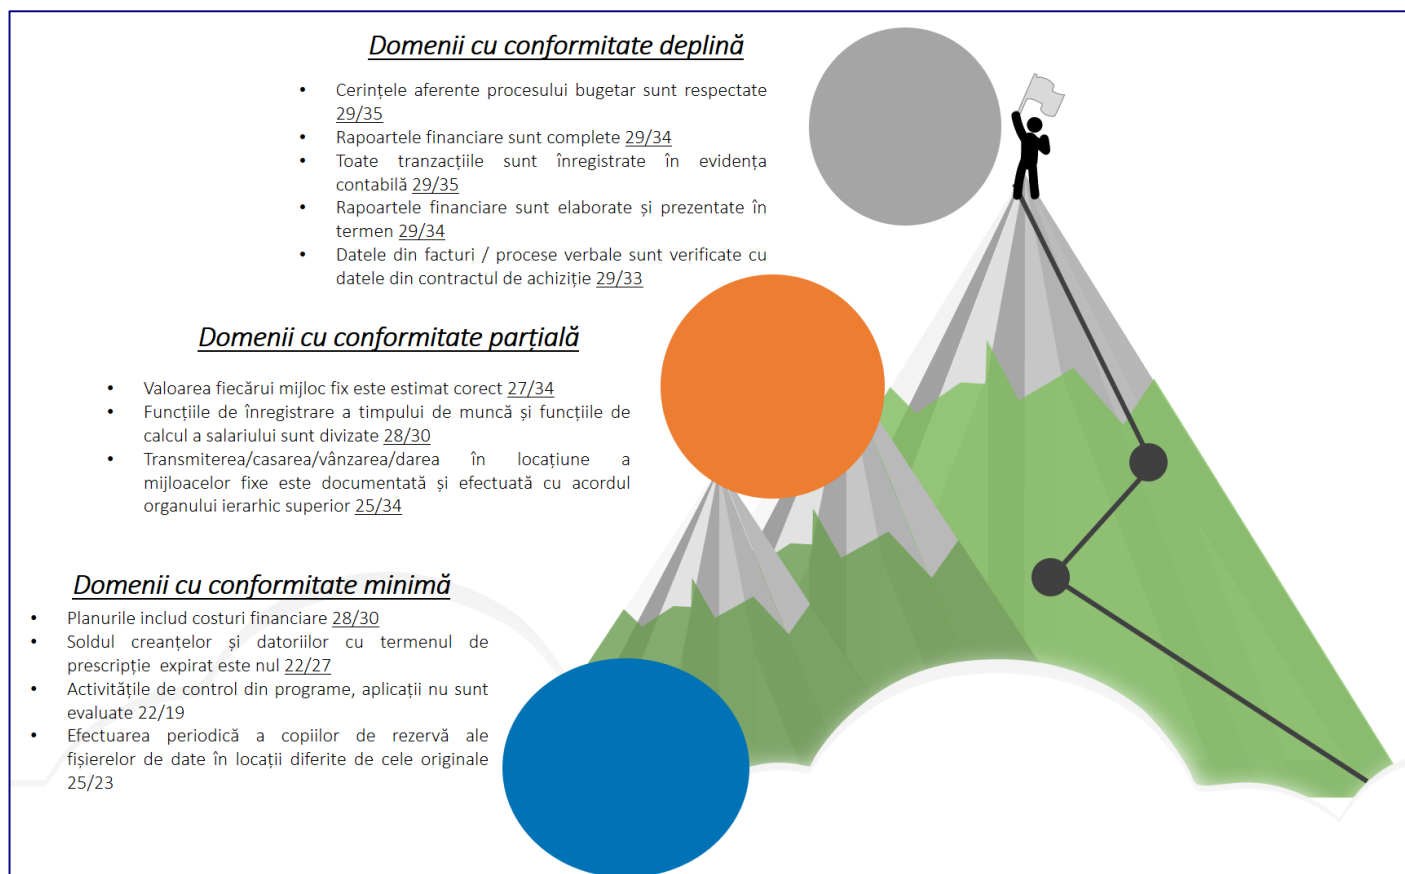 Domenii cu conformitate deplină
• Cerințele aferente procesului bugetar sunt respectate
29/35
• Rapoartele financiare sunt complete 29/34
• Toate tranzacțiile sunt înregistrate în evidența
contabilă 29/35
• Rapoartele financiare sunt elaborate și prezentate în
termen 29/34
• Datele din facturi / procese verbale sunt verificate cu
datele din contractul de achiziție 29/33
Domenii cu conformitate parțială
• Valoarea fiecărui mijloc fix este estimat corect 27/34
• Funcțiile de înregistrare a timpului de muncă și funcțiile de
calcul a salariului sunt divizate 28/30
• Transmiterea/casarea/vânzarea/darea în locațiune a
mijloacelor fixe este documentată și efectuată cu acordul
organului ierarhic superior 25/34
Domenii cu conformitate minimă
• Planurile includ costuri financiare 28/30
• Soldul creanțelor și datoriilor cu termenul de
prescripție expirat este nul 22/27
• Activitățile de control din programe, aplicații nu sunt
evaluate 22/19
• Efectuarea periodică a copiilor de rezervă ale
fișierelor de date în locații diferite de cele originale
25/23